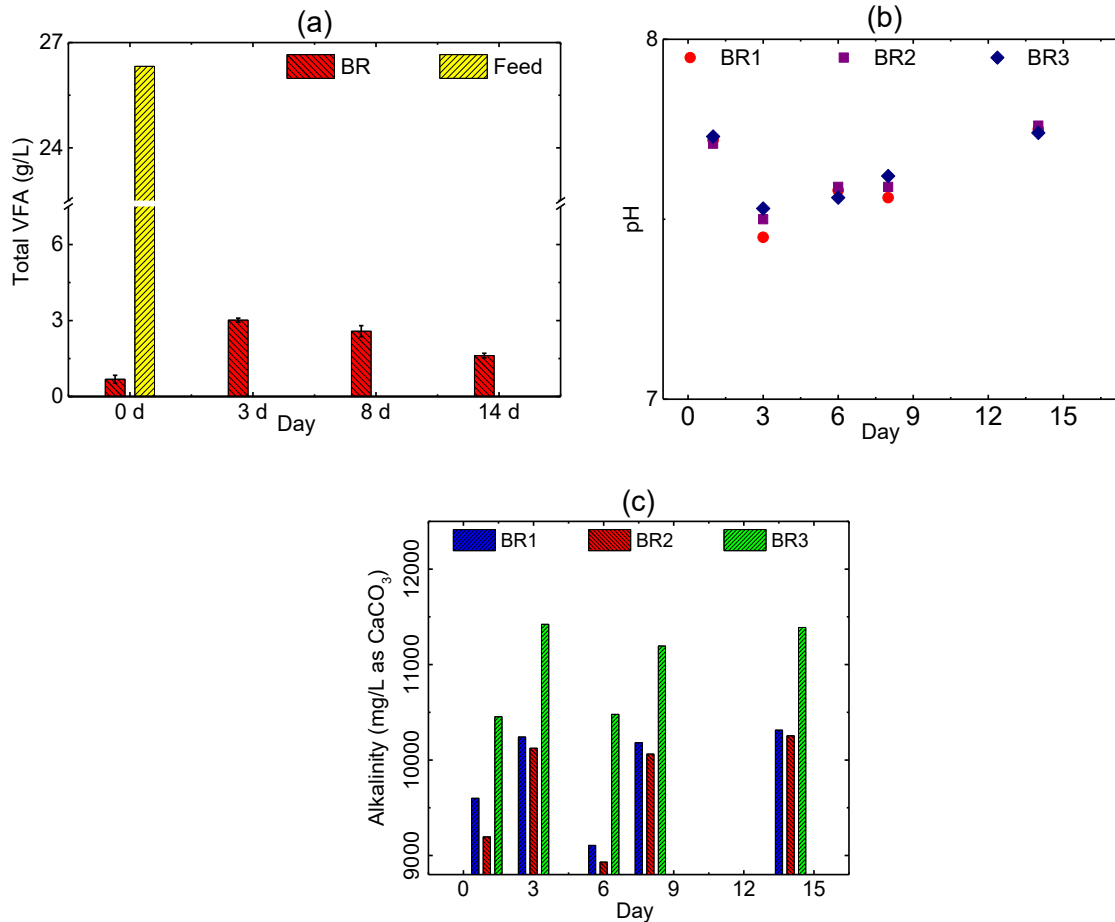 (a)
27
24
6
3
0
Total VFA (g/L)
BR
Feed
0 d
3 d
8 d
14 d
Day
(b)
8
7
pH
BR1
BR2
BR3
0
3
6
9
12
15
Day
(c)
12000
11000
10000
9000
Alkalinity (mg/L as CaCO₃)
BR1
BR2
BR3
0
3
6
9
12
15
Day